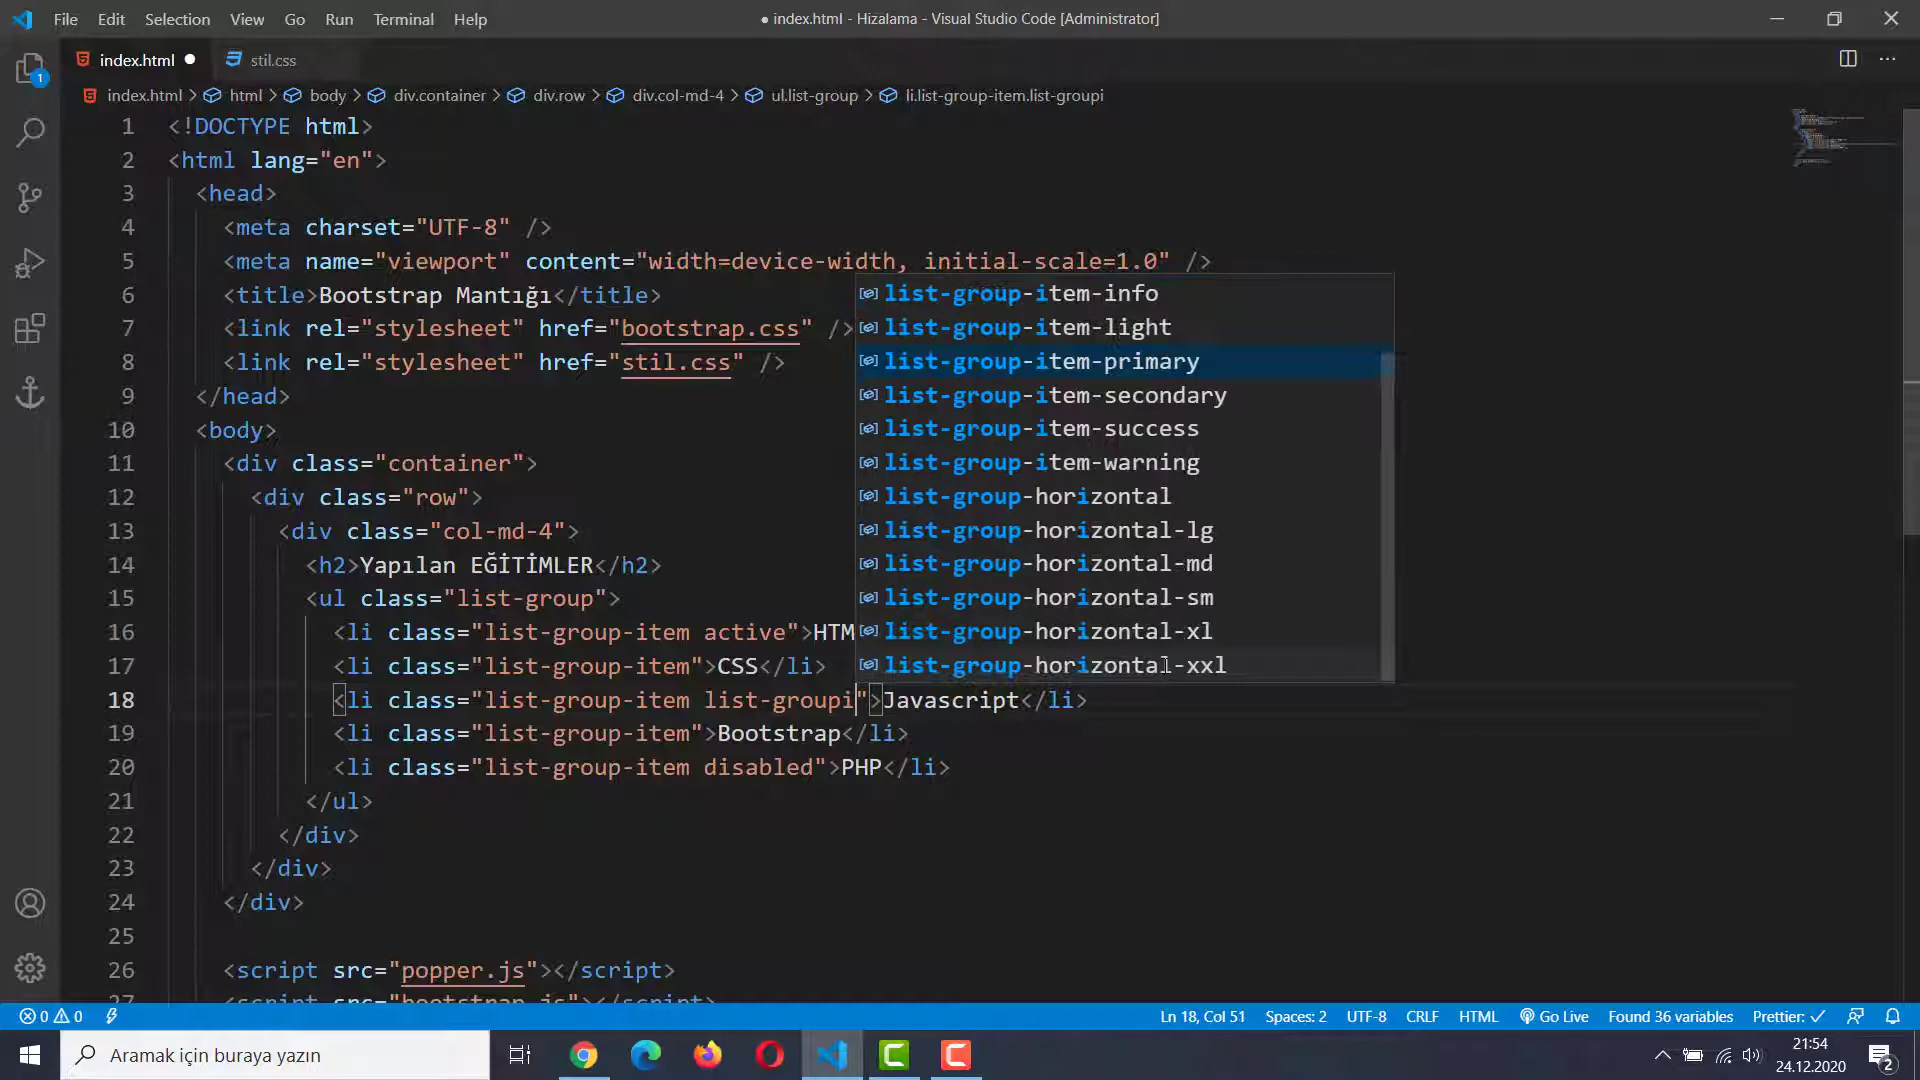 File Edit Selection View Go Run Terminal Help ● index.html - Hizalama - Visual Studio Code [Administrator]
index.html ● stil.css
index.html > html > body > div.container > div.row > div.col-md-4 > ul.list-group > li.list-group-item.list-groupi
1 <!DOCTYPE html>
2 <html lang="en">
3 <head>
4 <meta charset="UTF-8" />
5 <meta name="viewport" content="width=device-width, initial-scale=1.0" />
6 <title>Bootstrap Mantığı</title>
7 <link rel="stylesheet" href="bootstrap.css" />
8 <link rel="stylesheet" href="stil.css" />
9 </head>
10 <body>
11 <div class="container">
12 <div class="row">
13 <div class="col-md-4">
14 <h2>Yapılan EĞİTİMLER</h2>
15 <ul class="list-group">
16 <li class="list-group-item active">HTM
17 <li class="list-group-item">CSS</li>
18 <li class="list-group-item list-groupi">Javascript</li>
19 <li class="list-group-item">Bootstrap</li>
20 <li class="list-group-item disabled">PHP</li>
21 </ul>
22 </div>
23 </div>
24 </div>
25
26 <script src="popper.js"></script>
27 <script src="bootstrap.js"></script>
list-group-item-info
list-group-item-light
list-group-item-primary
list-group-item-secondary
list-group-item-success
list-group-item-warning
list-group-horizontal
list-group-horizontal-lg
list-group-horizontal-md
list-group-horizontal-sm
list-group-horizontal-xl
list-group-horizontal-xxl
1
0 0 Ln 18, Col 51 Spaces: 2 UTF-8 CRLF HTML Go Live Found 36 variables Prettier: ✓
Aramak için buraya yazın
21:54
24.12.2020
2